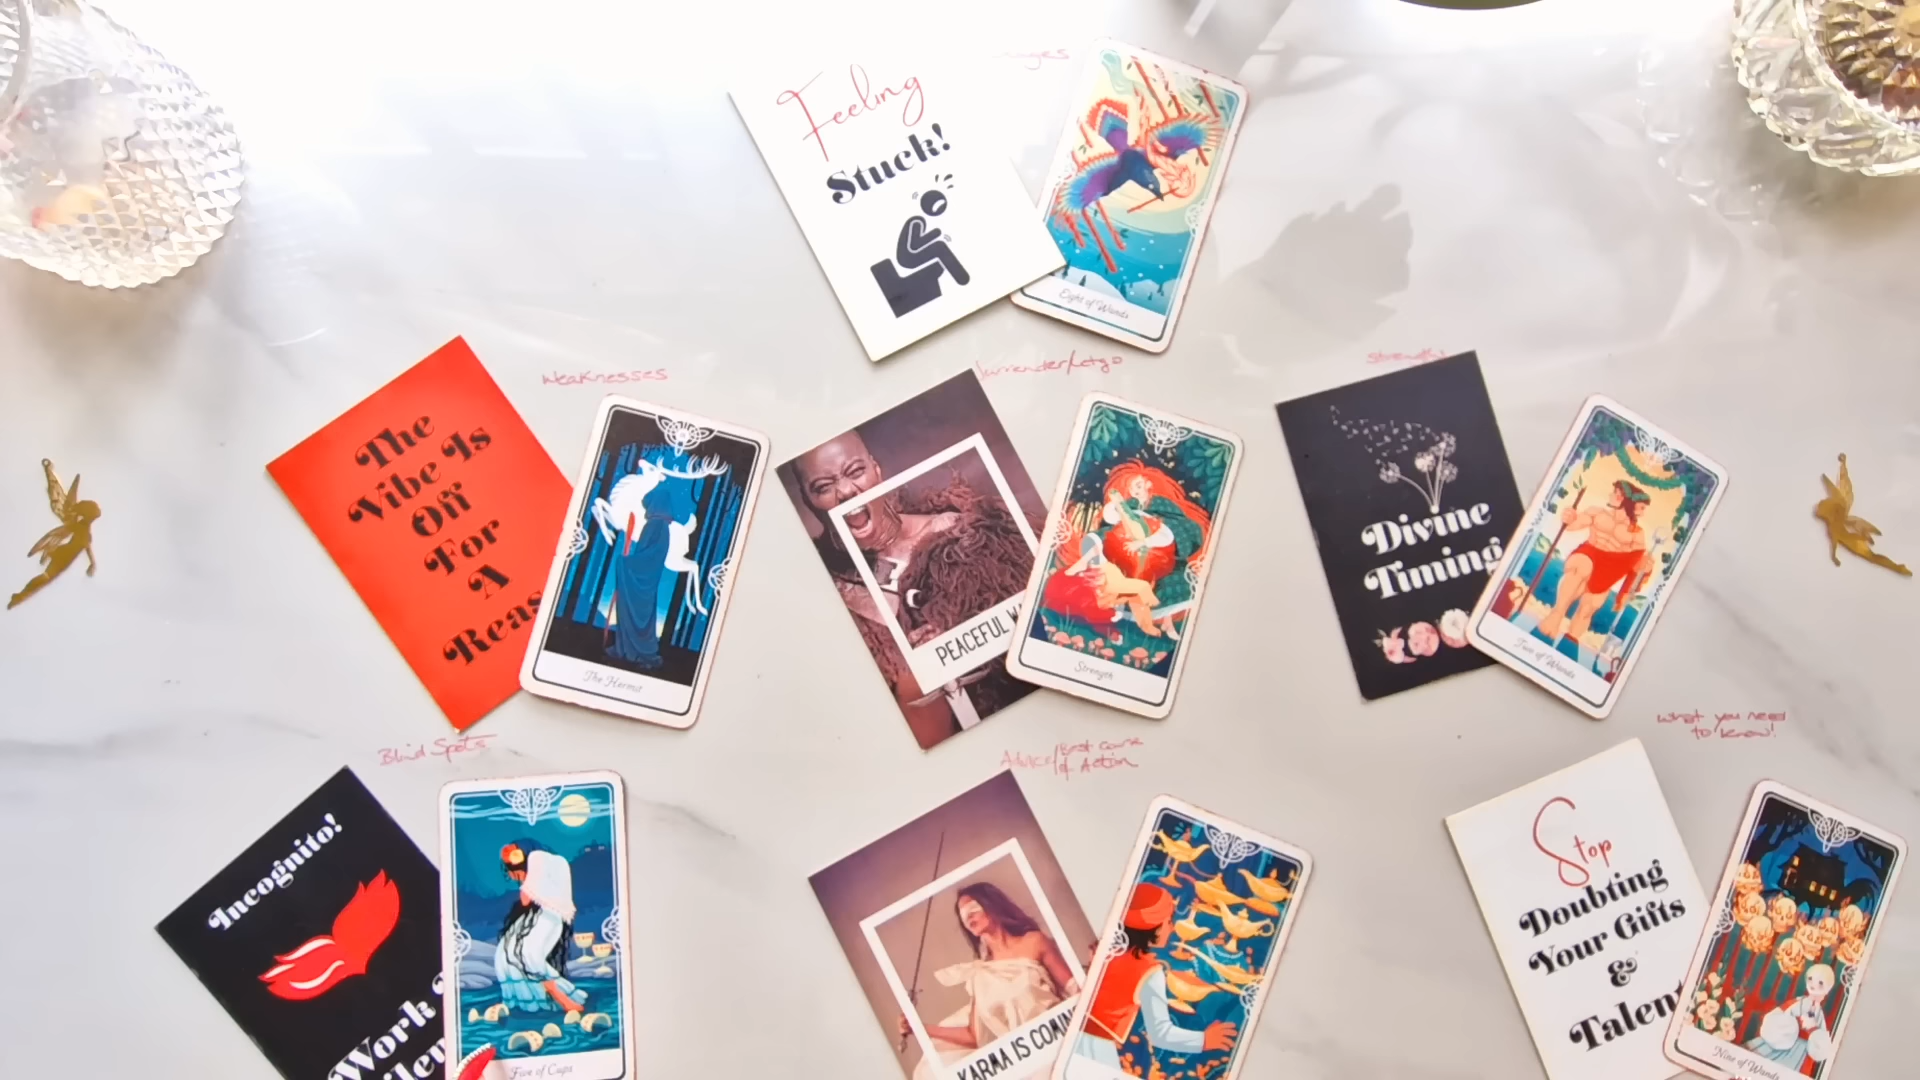 Feeling
Stuck!
Eight of Wands
Weaknesses
The
Vibe Is
Off
For
A
Reas
The Hermit
Surrender/Let go
PEACEFUL
Strength
Strengths
Divine
Timing
Two of Wands
Blind Spots
Incognito!
Work
Five of Cups
Advice/Best course
of Action
KARMA IS COMIN
What you need
to know!
Stop
Doubting
Your Gifts
&
Talent
Nine of Wands